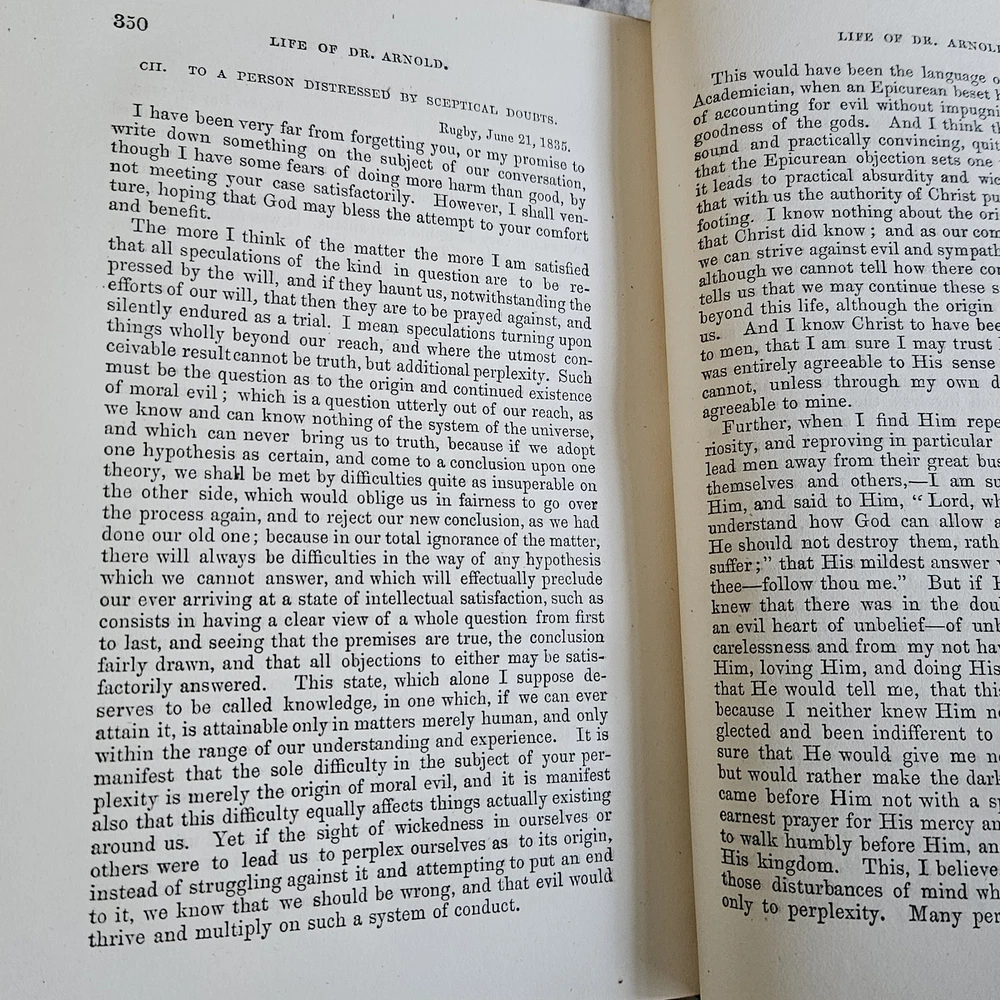 350
LIFE OF DR. ARNOLD.
CII. TO A PERSON DISTRESSED BY SCEPTICAL DOUBTS.
Rugby, June 21, 1835.
I have been very far from forgetting you, or my promise to
write down something on the subject of our conversation,
though I have some fears of doing more harm than good, by
not meeting your case satisfactorily. However, I shall ven-
ture, hoping that God may bless the attempt to your comfort
and benefit.
The more I think of the matter the more I am satisfied
that all speculations of the kind in question are to be re-
pressed by the will, and if they haunt us, notwithstanding the
efforts of our will, that then they are to be prayed against, and
silently endured as a trial. I mean speculations turning upon
things wholly beyond our reach, and where the utmost con-
ceivable result cannot be truth, but additional perplexity. Such
must be the question as to the origin and continued existence
of moral evil; which is a question utterly out of our reach, as
we know and can know nothing of the system of the universe,
and which can never bring us to truth, because if we adopt
one hypothesis as certain, and come to a conclusion upon one
theory, we shall be met by difficulties quite as insuperable on
the other side, which would oblige us in fairness to go over
the process again, and to reject our new conclusion, as we had
done our old one; because in our total ignorance of the matter,
there will always be difficulties in the way of any hypothesis
which we cannot answer, and which will effectually preclude
our ever arriving at a state of intellectual satisfaction, such as
consists in having a clear view of a whole question from first
to last, and seeing that the premises are true, the conclusion
fairly drawn, and that all objections to either may be satis-
factorily answered. This state, which alone I suppose de-
serves to be called knowledge, in one which, if we can ever
attain it, is attainable only in matters merely human, and only
within the range of our understanding and experience. It is
manifest that the sole difficulty in the subject of your per-
plexity is merely the origin of moral evil, and it is manifest
also that this difficulty equally affects things actually existing
around us. Yet if the sight of wickedness in ourselves or
others were to lead us to perplex ourselves as to its origin,
instead of struggling against it and attempting to put an end
to it, we know that we should be wrong, and that evil would
thrive and multiply on such a system of conduct.
LIFE OF DR. ARNOL
This would have been the language o
Academician, when an Epicurean beset h
of accounting for evil without impugni
goodness of the gods. And I think th
sound and practically convincing, quit
that the Epicurean objection sets one
it leads to practical absurdity and wic
that with us the authority of Christ pu
footing. I know nothing about the ori
that Christ did know; and as our com
we can strive against evil and sympath
although we cannot tell how there co
tells us that we may continue these s
beyond this life, although the origin
us. And I know Christ to have bee
to men, that I am sure I may trust
was entirely agreeable to His sense
cannot, unless through my own d
agreeable to mine.
Further, when I find Him repe
riosity, and reproving in particular
lead men away from their great bus
themselves and others,—I am su
Him, and said to Him, "Lord, wh
understand how God can allow a
He should not destroy them, rath
suffer;" that His mildest answer
thee—follow thou me." But if H
knew that there was in the dou
an evil heart of unbelief—of unb
carelessness and from my not hav
Him, loving Him, and doing His
that He would tell me, that this
because I neither knew Him no
glected and been indifferent to
sure that He would give me no
but would rather make the dar
came before Him not with a sp
earnest prayer for His mercy an
to walk humbly before Him, an
His kingdom. This, I believe
those disturbances of mind wh
only to perplexity. Many per